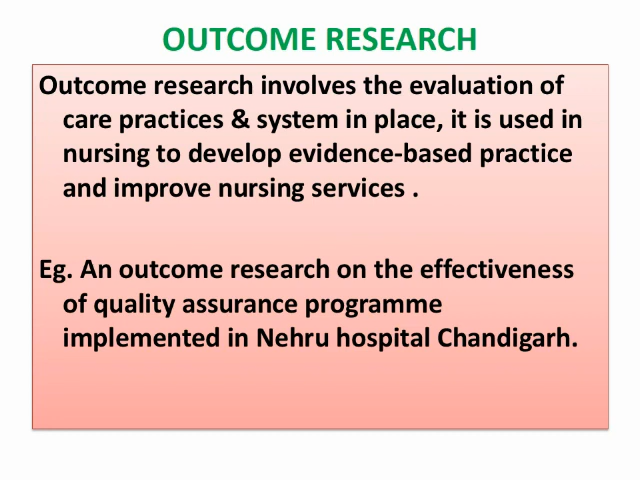 OUTCOME RESEARCH
Outcome research involves the evaluation of
care practices & system in place, it is used in
nursing to develop evidence-based practice
and improve nursing services .
Eg. An outcome research on the effectiveness
of quality assurance programme
implemented in Nehru hospital Chandigarh.